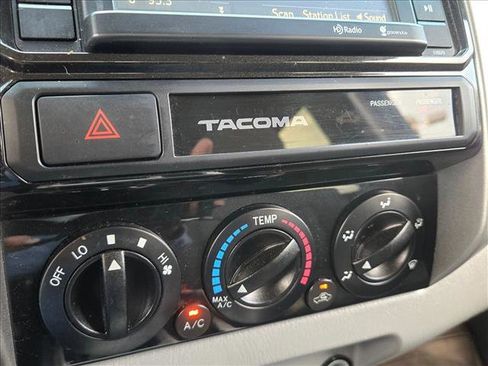 Scan Station List Sound
HD Radio
TACOMA
PASSENGER
OFF LO HI
TEMP
MAX
A/C
A/C